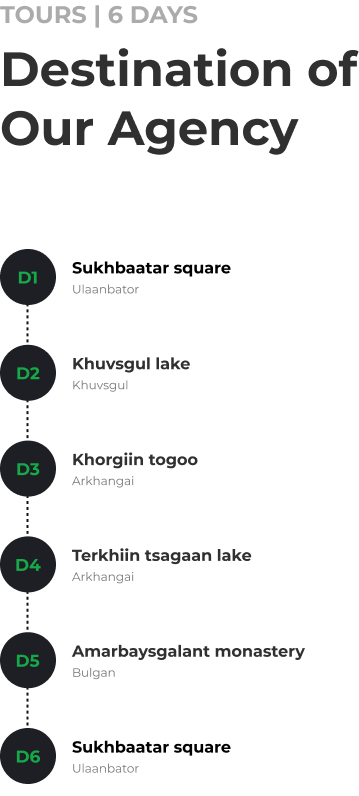 TOURS | 6 DAYS
Destination of
Our Agency
D1
Sukhbaatar square
Ulaanbator
D2
Khuvsgul lake
Khuvsgul
D3
Khorgiin togoo
Arkhangai
D4
Terkhiin tsagaan lake
Arkhangai
D5
Amarbaysgalant monastery
Bulgan
D6
Sukhbaatar square
Ulaanbator